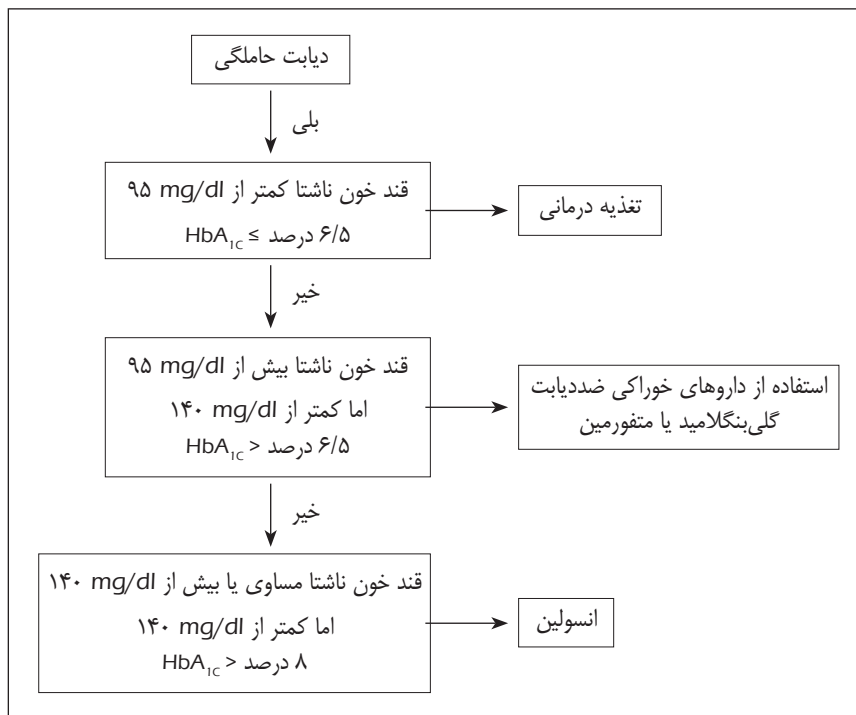 دیابت حاملگی
بلی
قند خون ناشتا کمتر از ۹۵ mg/dl
HbA1C ≤ ۶/۵ درصد
تغذیه درمانی
خیر
قند خون ناشتا بیش از ۹۵ mg/dl
اما کمتر از ۱۴۰ mg/dl
HbA1C > ۶/۵ درصد
استفاده از داروهای خوراکی ضددیابت
گلی‌بنگلامید یا متفورمین
خیر
قند خون ناشتا مساوی یا بیش از ۱۴۰ mg/dl
اما کمتر از ۱۴۰ mg/dl
HbA1C > ۸ درصد
انسولین